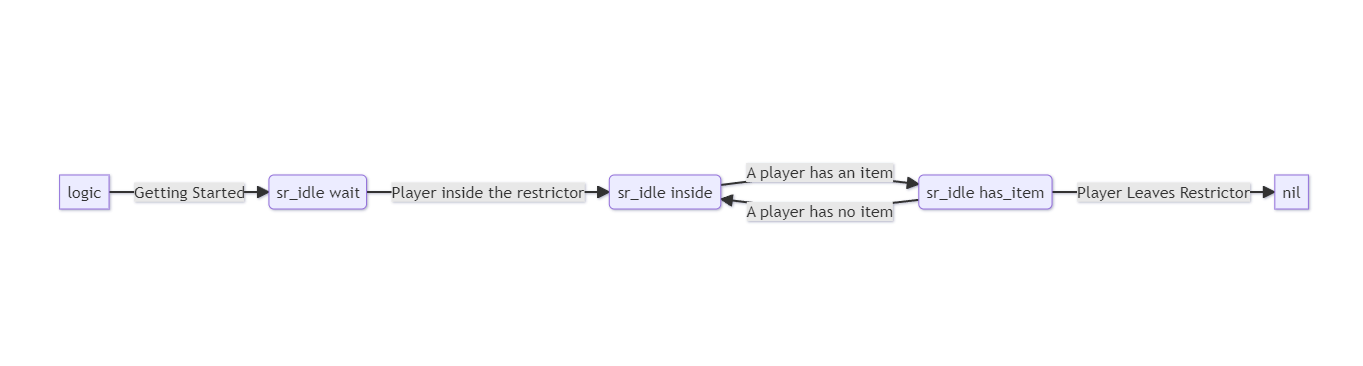 logic
Getting Started
sr_idle wait
Player inside the restrictor
sr_idle inside
A player has an item
A player has no item
sr_idle has_item
Player Leaves Restrictor
nil